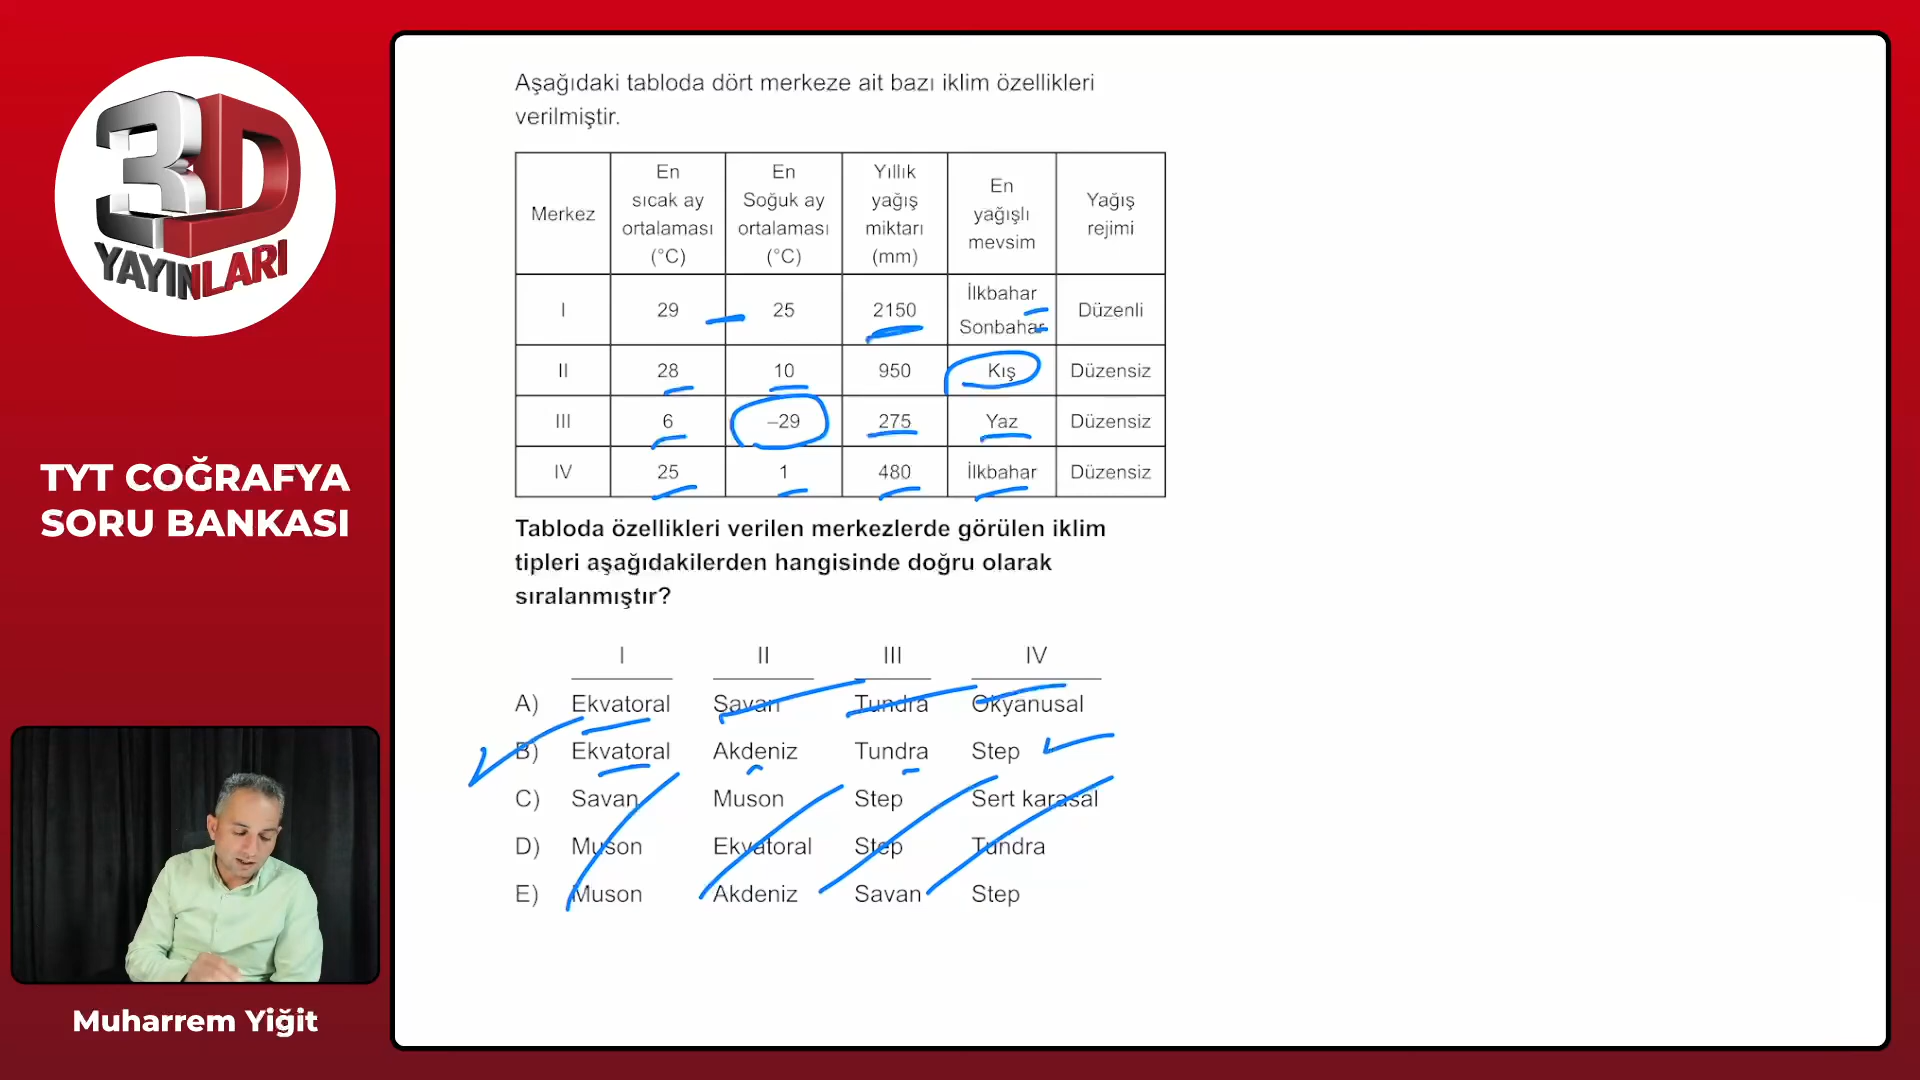 3D
YAYINLARI
TYT COĞRAFYA
SORU BANKASI
Muharrem Yiğit
Aşağıdaki tabloda dört merkeze ait bazı iklim özellikleri
verilmiştir.
Merkez | En sıcak ay ortalaması (°C) | En Soğuk ay ortalaması (°C) | Yıllık yağış miktarı (mm) | En yağışlı mevsim | Yağış rejimi
I | 29 | 25 | 2150 | İlkbahar Sonbahar | Düzenli
II | 28 | 10 | 950 | Kış | Düzensiz
III | 6 | –29 | 275 | Yaz | Düzensiz
IV | 25 | 1 | 480 | İlkbahar | Düzensiz
Tabloda özellikleri verilen merkezlerde görülen iklim
tipleri aşağıdakilerden hangisinde doğru olarak
sıralanmıştır?
I II III IV
A) Ekvatoral Savan Tundra Okyanusal
B) Ekvatoral Akdeniz Tundra Step
C) Savan Muson Step Sert karasal
D) Muson Ekvatoral Step Tundra
E) Muson Akdeniz Savan Step